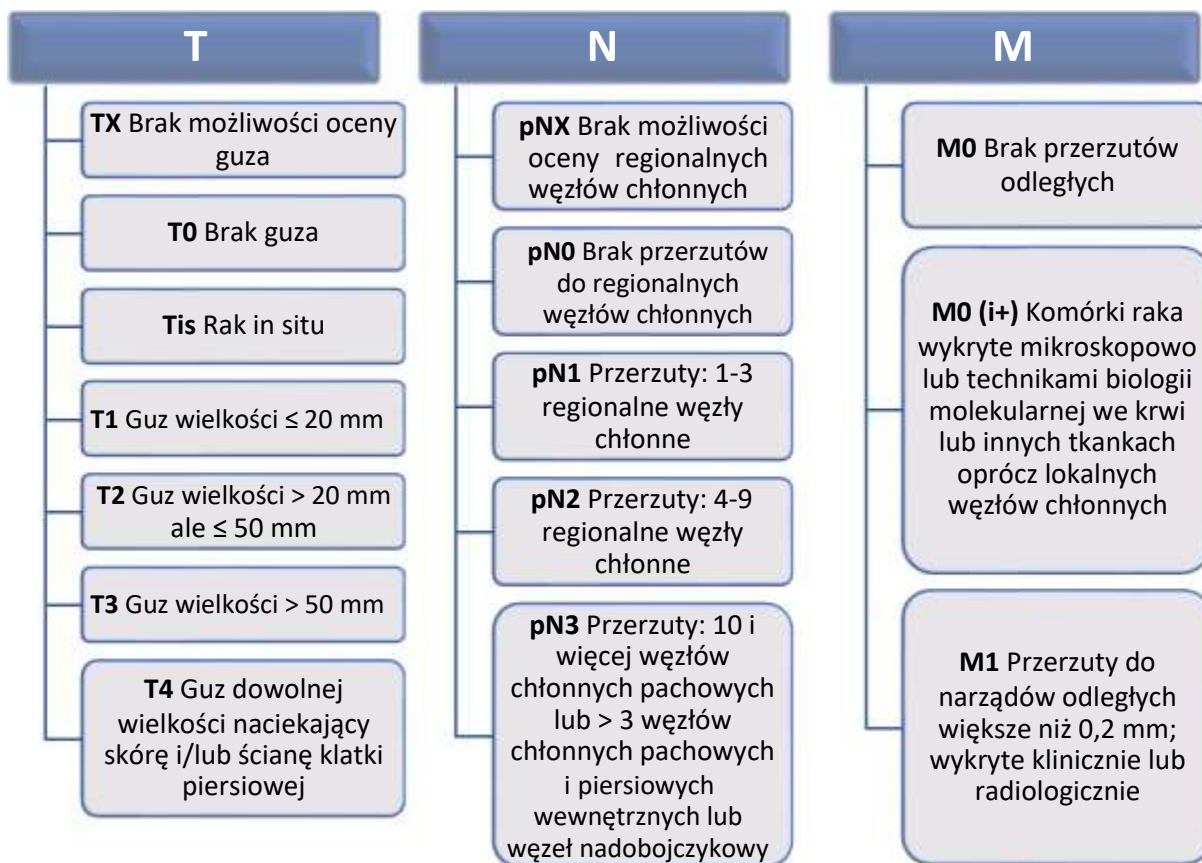 T
TX Brak możliwości oceny
guza
T0 Brak guza
Tis Rak in situ
T1 Guz wielkości ≤ 20 mm
T2 Guz wielkości > 20 mm
ale ≤ 50 mm
T3 Guz wielkości > 50 mm
T4 Guz dowolnej
wielkości naciekający
skórę i/lub ścianę klatki
piersiowej
N
pNX Brak możliwości
oceny regionalnych
węzłów chłonnych
pN0 Brak przerzutów
do regionalnych
węzłów chłonnych
pN1 Przerzuty: 1-3
regionalne węzły
chłonne
pN2 Przerzuty: 4-9
regionalne węzły
chłonne
pN3 Przerzuty: 10 i
więcej węzłów
chłonnych pachowych
lub > 3 węzłów
chłonnych pachowych
i piersiowych
wewnętrznych lub
węzeł nadobojczykowy
M
M0 Brak przerzutów
odległych
M0 (i+) Komórki raka
wykryte mikroskopowo
lub technikami biologii
molekularnej we krwi
lub innych tkankach
oprócz lokalnych
węzłów chłonnych
M1 Przerzuty do
narządów odległych
większe niż 0,2 mm;
wykryte klinicznie lub
radiologicznie